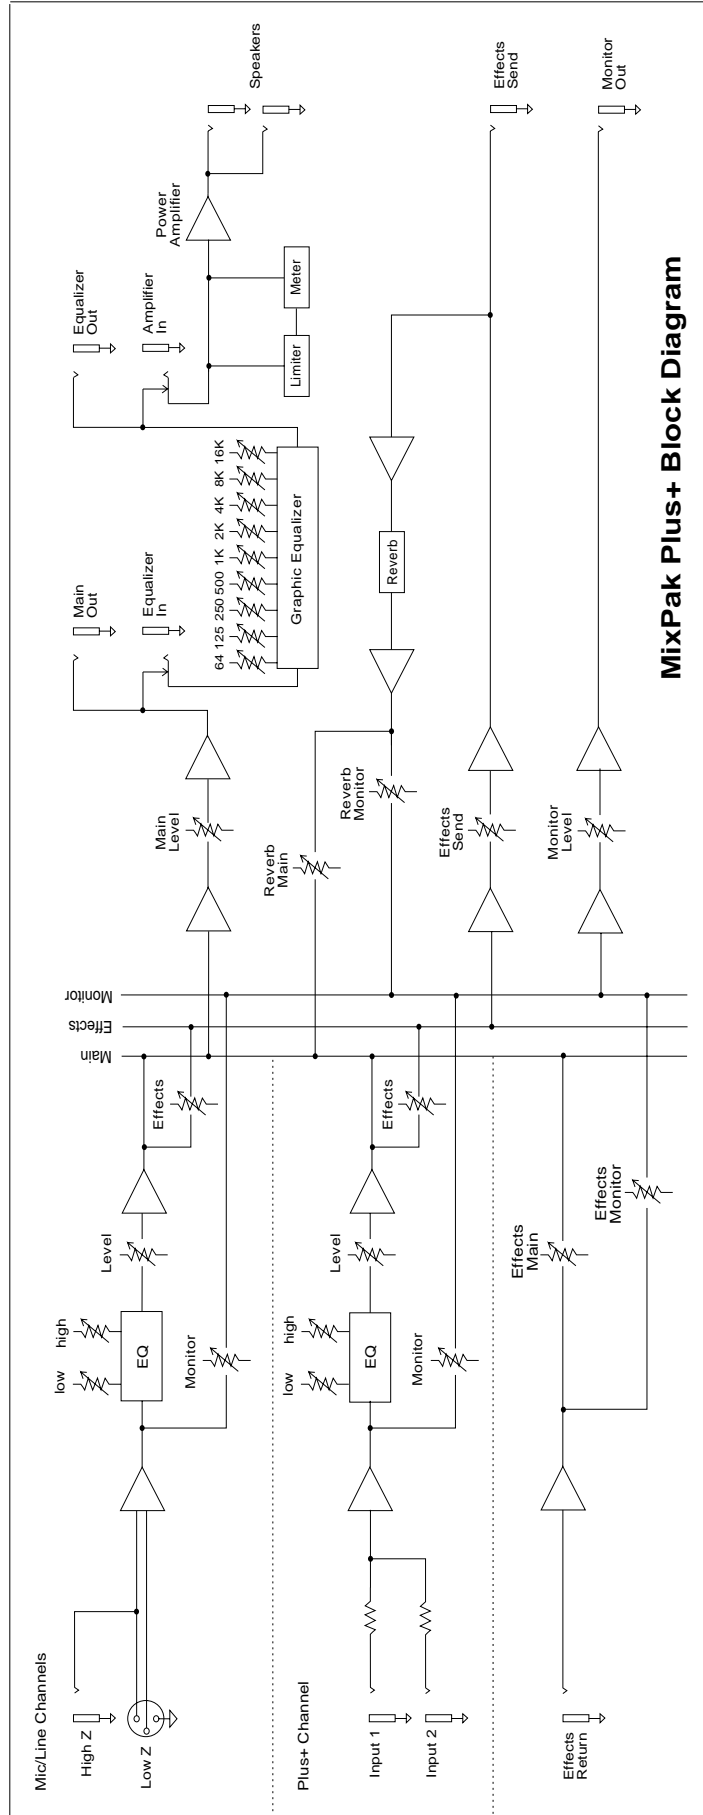 Mic/Line Channels
High Z
Low Z
low
high
EQ
Monitor
Level
Effects
Plus+ Channel
Input 1
Input 2
low
high
EQ
Monitor
Level
Effects
Effects
Return
Effects
Main
Effects
Monitor
Main
Effects
Monitor
Main
Level
Main
Out
Equalizer
In
64 125 250 500 1K 2K 4K 8K 16K
Graphic Equalizer
Equalizer
Out
Amplifier
In
Limiter
Meter
Power
Amplifier
Speakers
Reverb
Main
Reverb
Monitor
Reverb
Effects
Send
Effects
Send
Monitor
Level
Monitor
Out
MixPak Plus+ Block Diagram